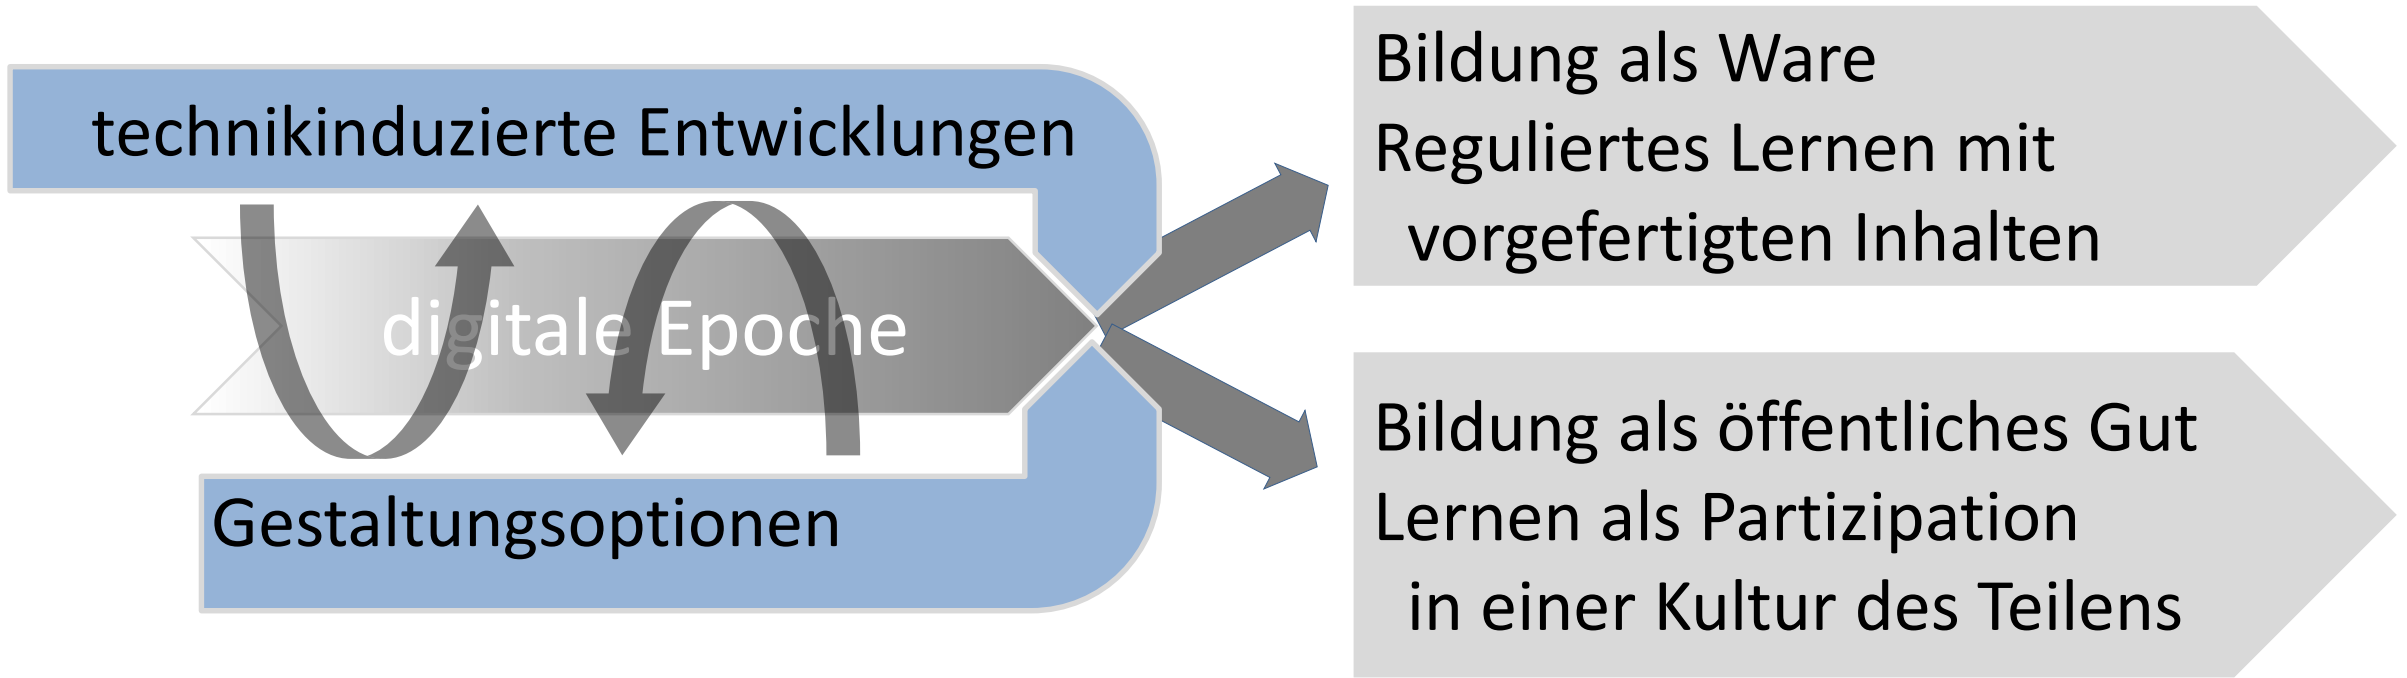 technikinduzierte Entwicklungen
digitale Epoche
Gestaltungsoptionen
Bildung als Ware
Reguliertes Lernen mit
vorgefertigten Inhalten
Bildung als öffentliches Gut
Lernen als Partizipation
in einer Kultur des Teilens